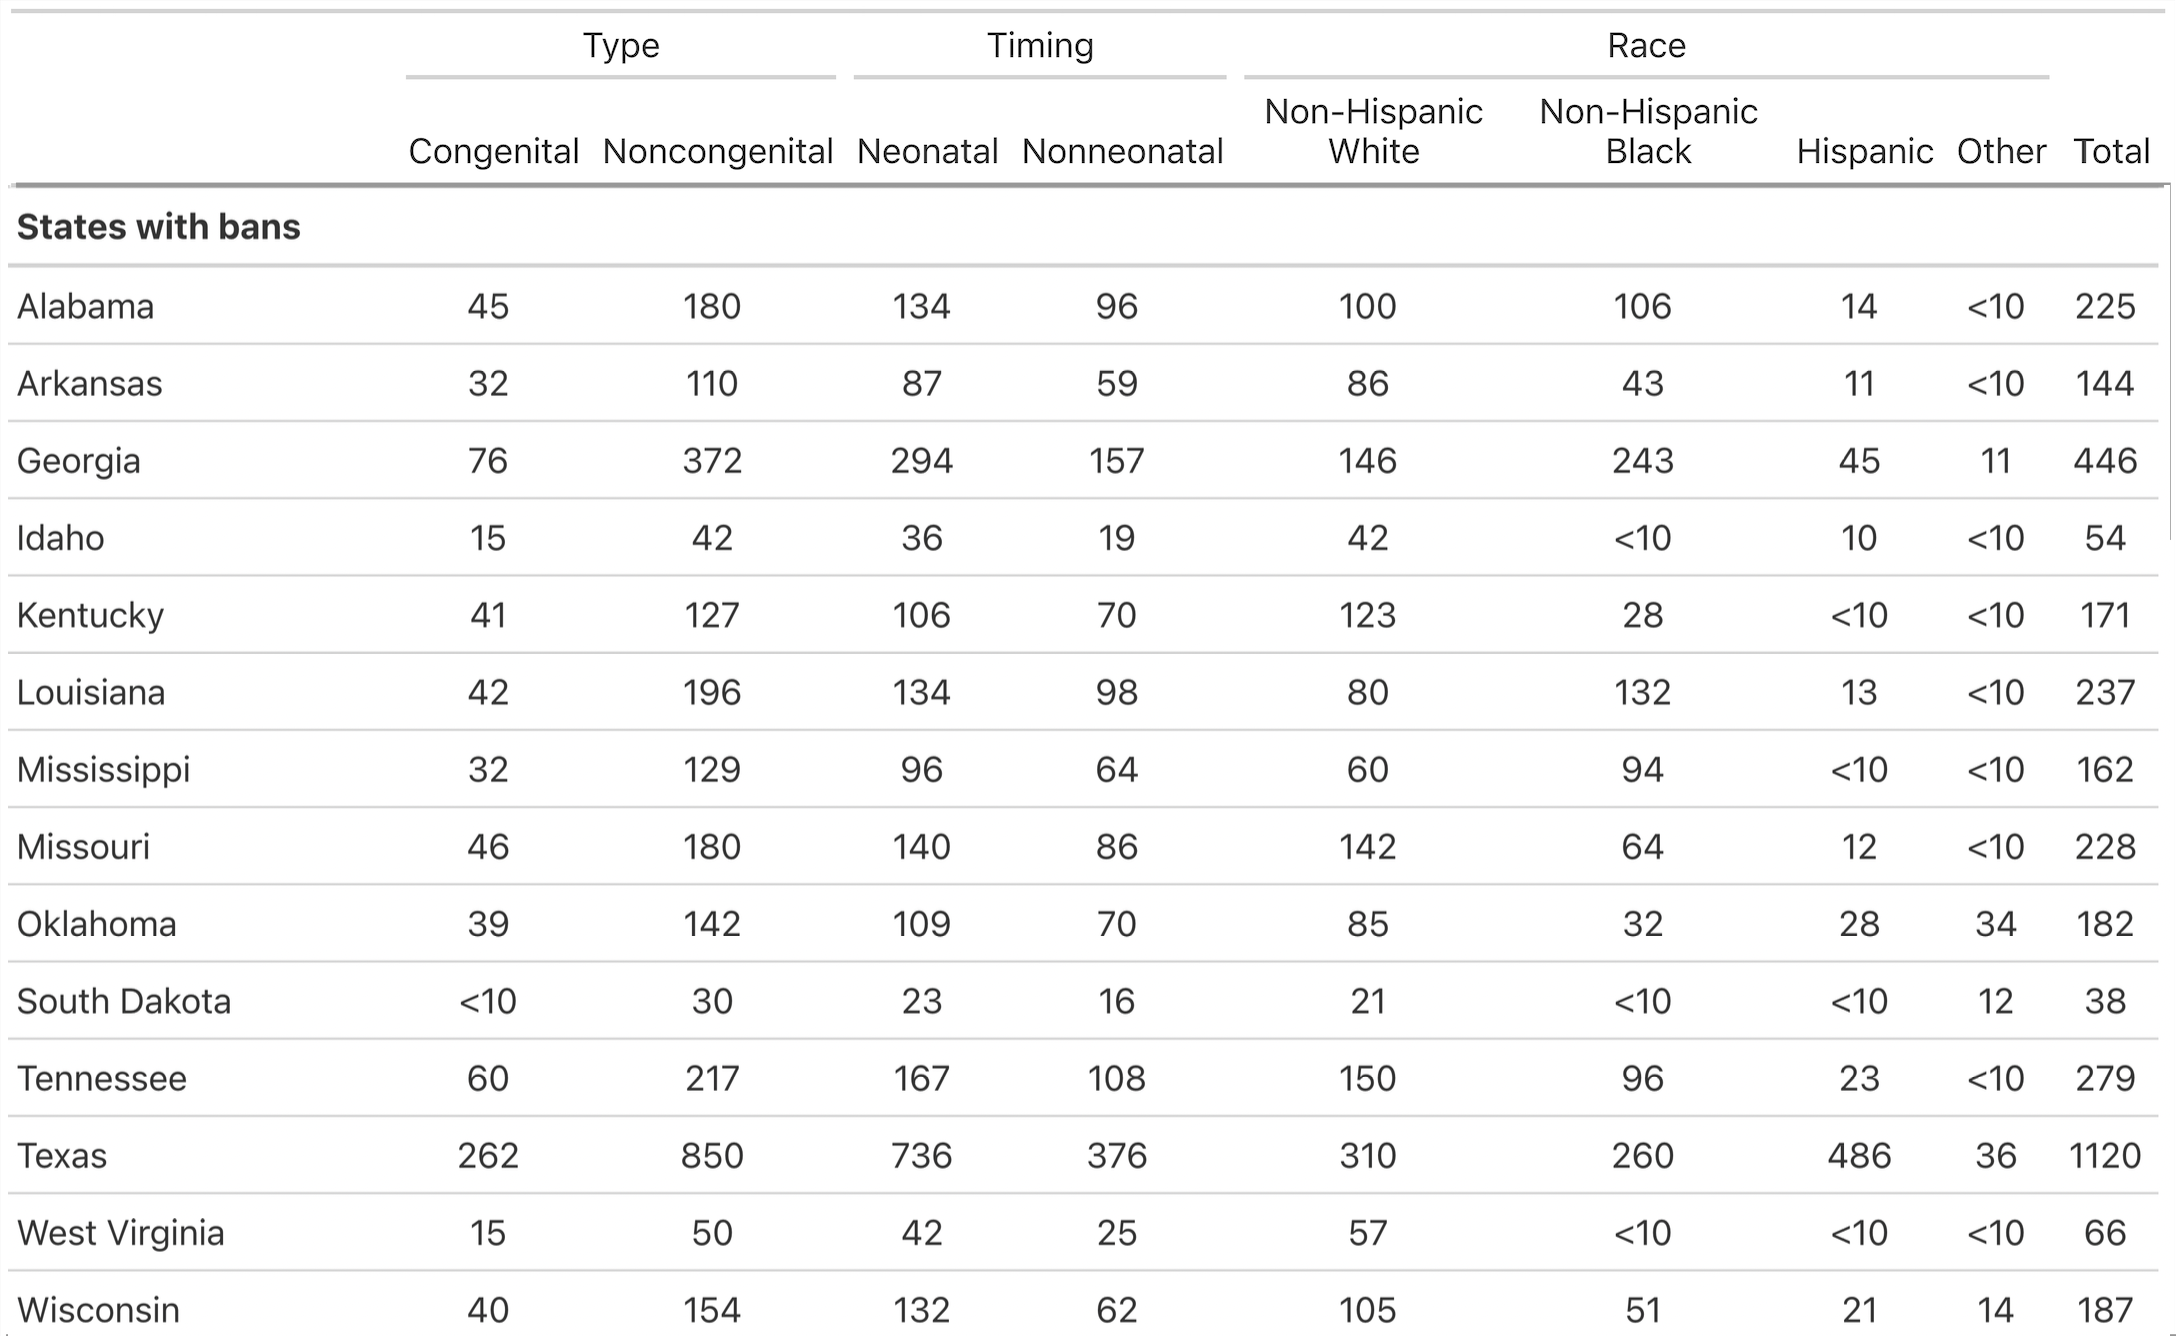 Type Timing Race
Congenital Noncongenital Neonatal Nonneonatal Non-Hispanic White Non-Hispanic Black Hispanic Other Total
States with bans
Alabama 45 180 134 96 100 106 14 <10 225
Arkansas 32 110 87 59 86 43 11 <10 144
Georgia 76 372 294 157 146 243 45 11 446
Idaho 15 42 36 19 42 <10 10 <10 54
Kentucky 41 127 106 70 123 28 <10 <10 171
Louisiana 42 196 134 98 80 132 13 <10 237
Mississippi 32 129 96 64 60 94 <10 <10 162
Missouri 46 180 140 86 142 64 12 <10 228
Oklahoma 39 142 109 70 85 32 28 34 182
South Dakota <10 30 23 16 21 <10 <10 12 38
Tennessee 60 217 167 108 150 96 23 <10 279
Texas 262 850 736 376 310 260 486 36 1120
West Virginia 15 50 42 25 57 <10 <10 <10 66
Wisconsin 40 154 132 62 105 51 21 14 187